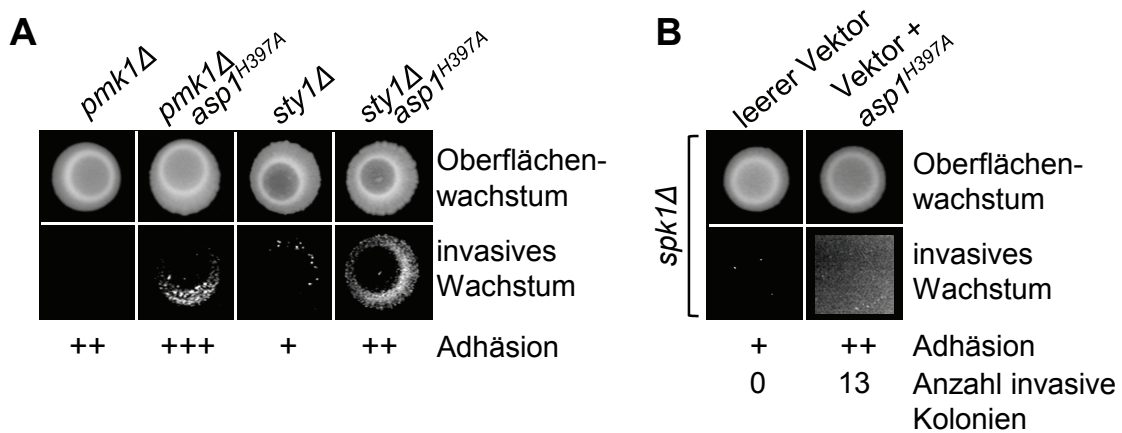 A
pmk1Δ
pmk1Δ
asp1H397A
sty1Δ
sty1Δ
asp1H397A
Oberflächen-
wachstum
invasives
Wachstum
++
+++
+
++
Adhäsion
B
leerer Vektor
Vektor +
asp1H397A
spk1Δ
Oberflächen-
wachstum
invasives
Wachstum
+
++
Adhäsion
0
13
Anzahl invasive
Kolonien